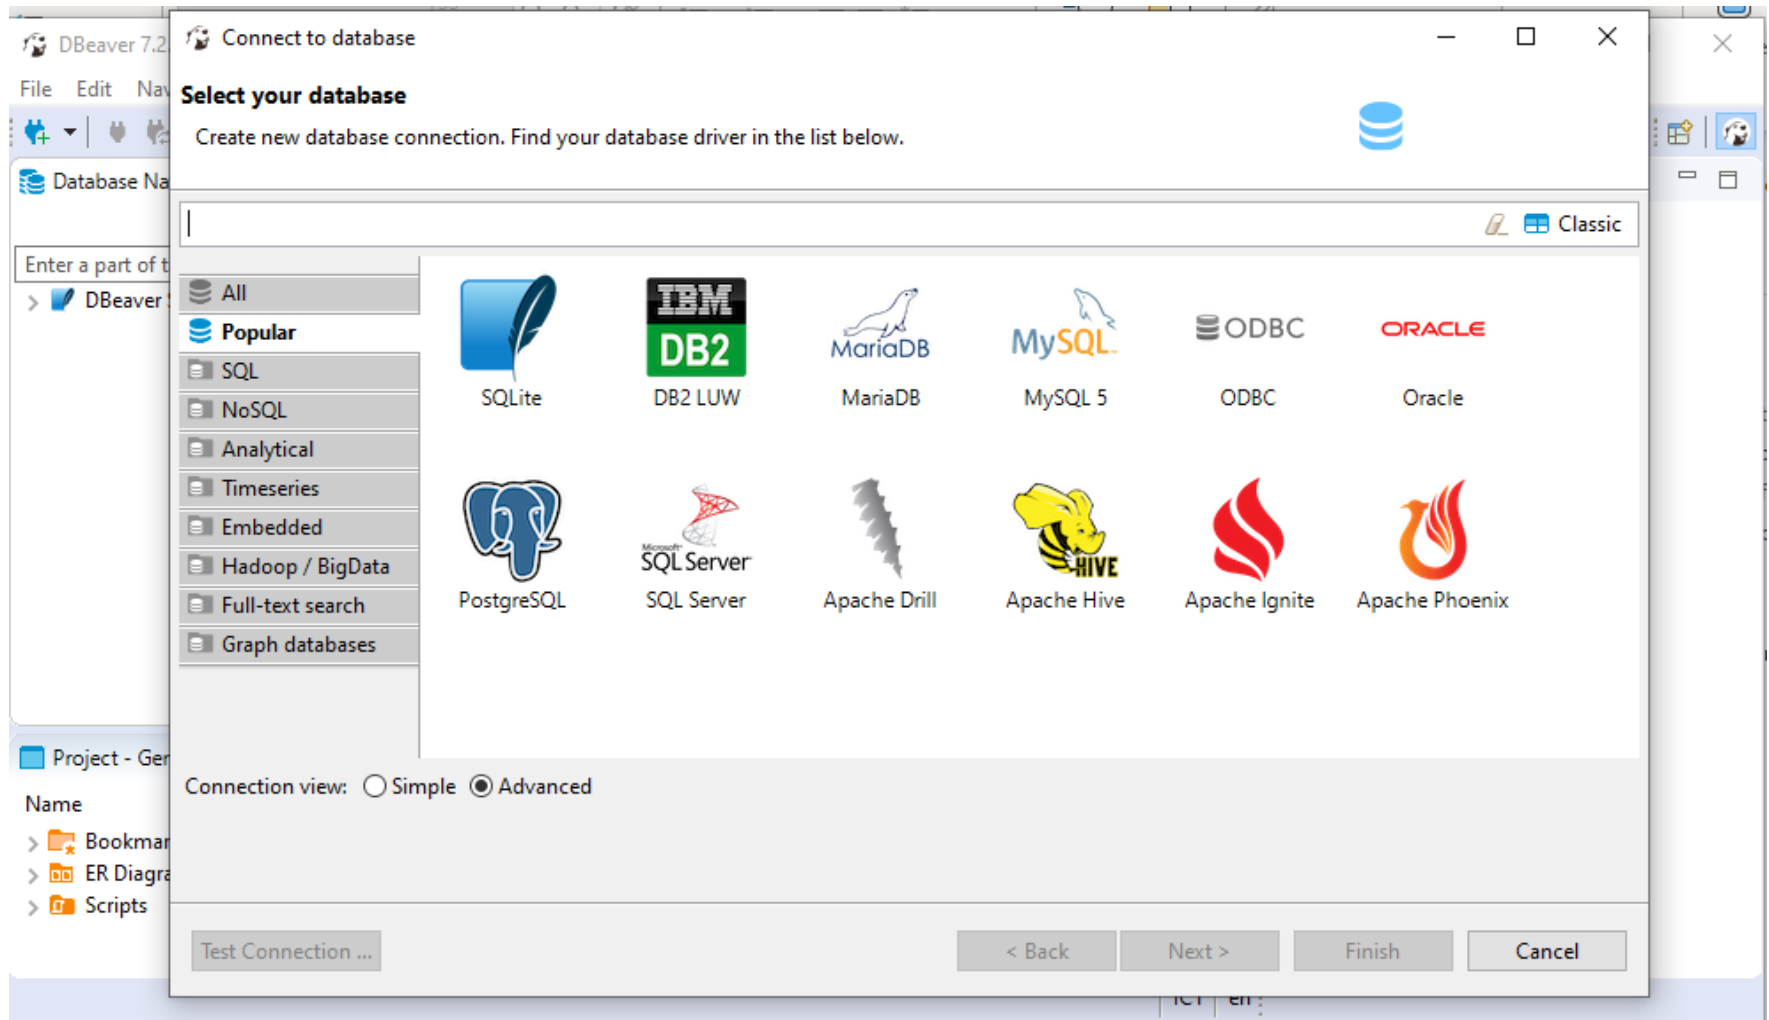 DBeaver 7.2
Connect to database
File Edit Nav
Select your database
Create new database connection. Find your database driver in the list below.
Database Na
Classic
Enter a part of t
DBeaver
All
Popular
SQL
NoSQL
Analytical
Timeseries
Embedded
Hadoop / BigData
Full-text search
Graph databases
IBM
DB2
MariaDB
MySQL
ODBC
ORACLE
SQLite
DB2 LUW
MariaDB
MySQL 5
ODBC
Oracle
Microsoft
SQL Server
HIVE
PostgreSQL
SQL Server
Apache Drill
Apache Hive
Apache Ignite
Apache Phoenix
Project - Ger
Connection view: Simple Advanced
Name
Bookmar
ER Diagra
Scripts
Test Connection ...
< Back
Next >
Finish
Cancel
ICT en